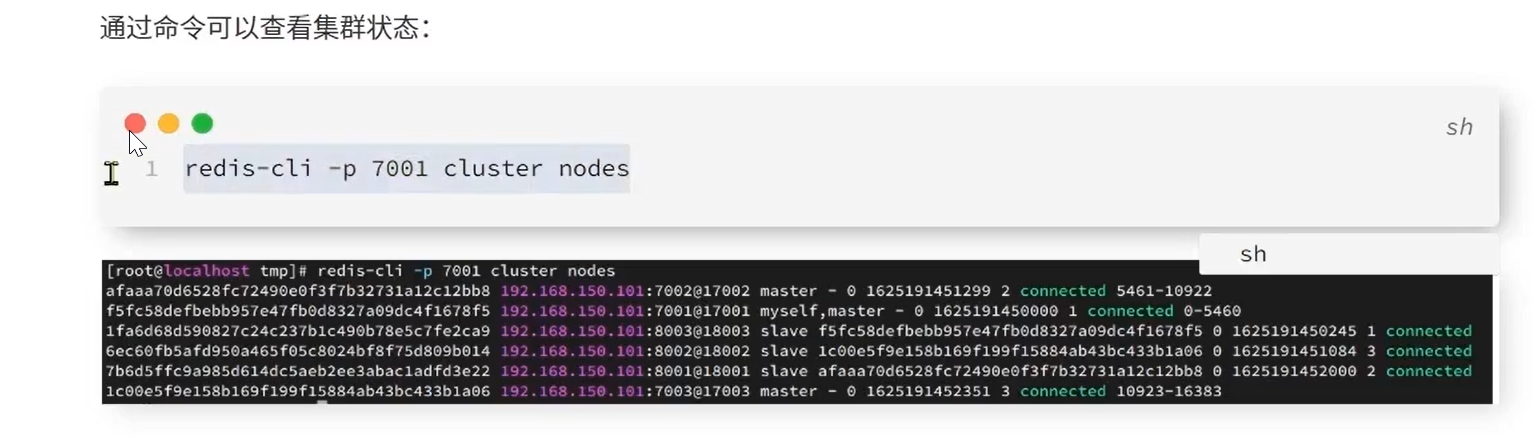 通过命令可以查看集群状态：
sh
1 redis-cli -p 7001 cluster nodes
sh
[root@localhost tmp]# redis-cli -p 7001 cluster nodes
afaaa70d6528fc72490e0f3f7b32731a12c12bb8 192.168.150.101:7002@17002 master - 0 1625191451299 2 connected 5461-10922
f5fc58defbebb957e47fb0d8327a09dc4f1678f5 192.168.150.101:7001@17001 myself,master - 0 1625191450000 1 connected 0-5460
1fa6d68d590827c24c237b1c490b78e5c7fe2ca9 192.168.150.101:8003@18003 slave f5fc58defbebb957e47fb0d8327a09dc4f1678f5 0 1625191450245 1 connected
6ec60fb5afd950a465f05c8024bf8f75d809b014 192.168.150.101:8002@18002 slave 1c00e5f9e158b169f199f15884ab43bc433b1a06 0 1625191451084 3 connected
7b6d5ffc9a985d614dc5aeb2ee3abac1adfd3e22 192.168.150.101:8001@18001 slave afaaa70d6528fc72490e0f3f7b32731a12c12bb8 0 1625191452000 2 connected
1c00e5f9e158b169f199f15884ab43bc433b1a06 192.168.150.101:7003@17003 master - 0 1625191452351 3 connected 10923-16383